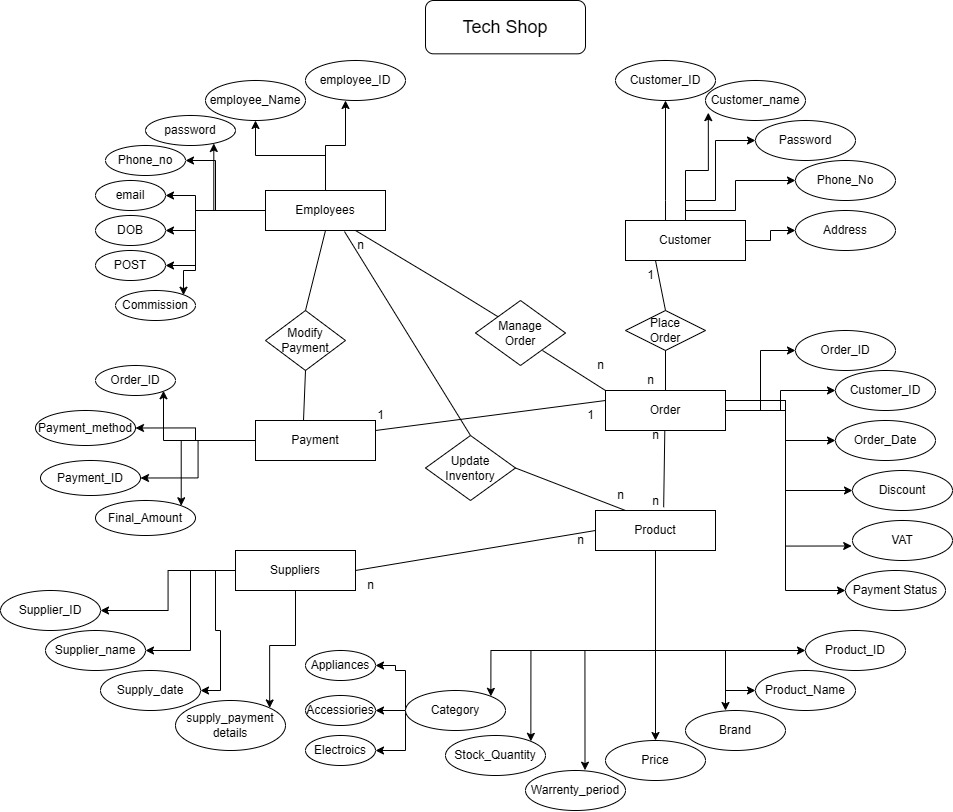 Tech Shop
employee_ID
employee_Name
password
Phone_no
email
DOB
POST
Commission
Employees
n
Customer_ID
Customer_name
Password
Phone_No
Address
Customer
1
Modify
Payment
Manage
Order
Place
Order
n
n
Order_ID
Customer_ID
Order_Date
Discount
VAT
Payment Status
Order
1
n
Order_ID
Payment_method
Payment_ID
Final_Amount
Payment
1
Update
Inventory
n
n
Product
n
Suppliers
n
Supplier_ID
Supplier_name
Supply_date
supply_payment
details
Appliances
Accessiories
Electroics
Category
Stock_Quantity
Warrenty_period
Price
Brand
Product_Name
Product_ID